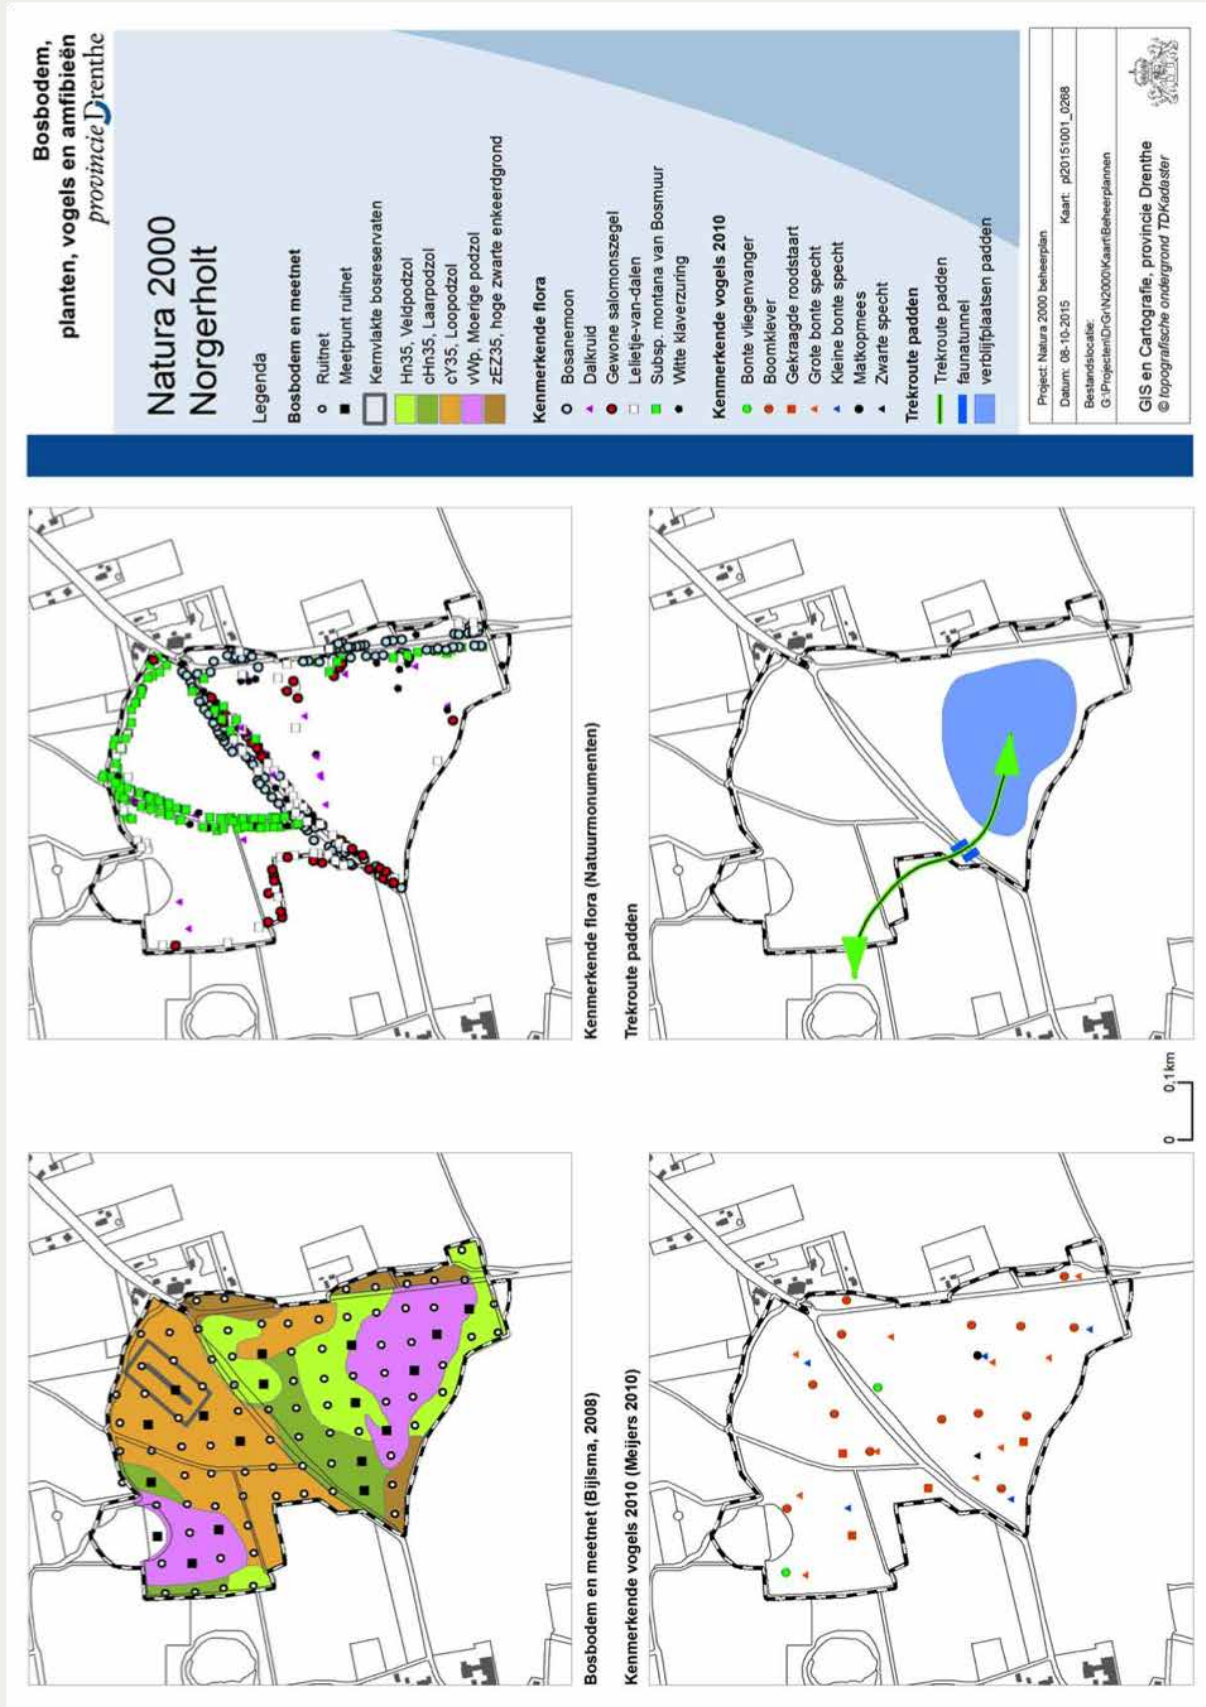 Bosbodem,
planten, vogels en amfibieën
provincie Drenthe
Natura 2000
Norgerholt
Legenda
Bosbodem en meetnet
Ruitnet
Meetpunt ruitnet
Kernvlakte bosreservaten
Hn35, Veldpodzol
cHn35, Laarpodzol
cY35, Loopodzol
vWp, Moerige podzol
zEZ35, hoge zwarte enkeerdgrond
Kenmerkende flora
Bosanemoon
Dalkruid
Gewone salomonszegel
Lelietje-van-dalen
Subsp. montana van Bosmuur
Witte klaverzuring
Kenmerkende vogels 2010
Bonte vliegenvanger
Boomklever
Gekraagde roodstaart
Grote bonte specht
Kleine bonte specht
Matkopmees
Zwarte specht
Trekroute padden
Trekroute padden
faunatunnel
verblijfplaatsen padden
Project: Natura 2000 beheerplan
Datum: 08-10-2015 Kaart: pl20151001_0268
Bestandslocatie:
G:\Projecten\DrGr\N2000\Kaart\Beheerplannen
GIS en Cartografie, provincie Drenthe
© topografische ondergrond TDKadaster
Bosbodem en meetnet (Bijlsma, 2008)
Kenmerkende flora (Natuurmonumenten)
Kenmerkende vogels 2010 (Meijers 2010)
Trekroute padden
0 0,1 km